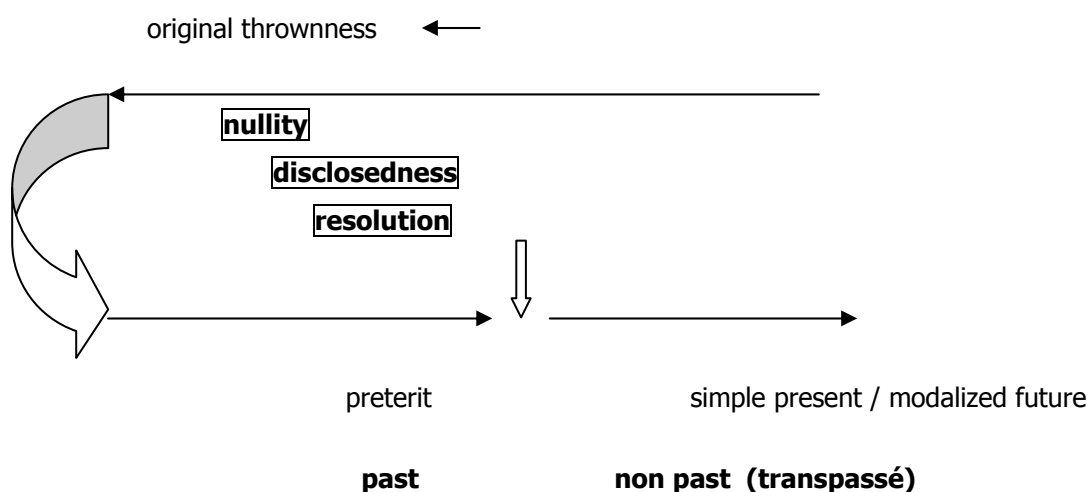 original thrownness
nullity
disclosedness
resolution
preterit simple present / modalized future
past non past (transpassé)